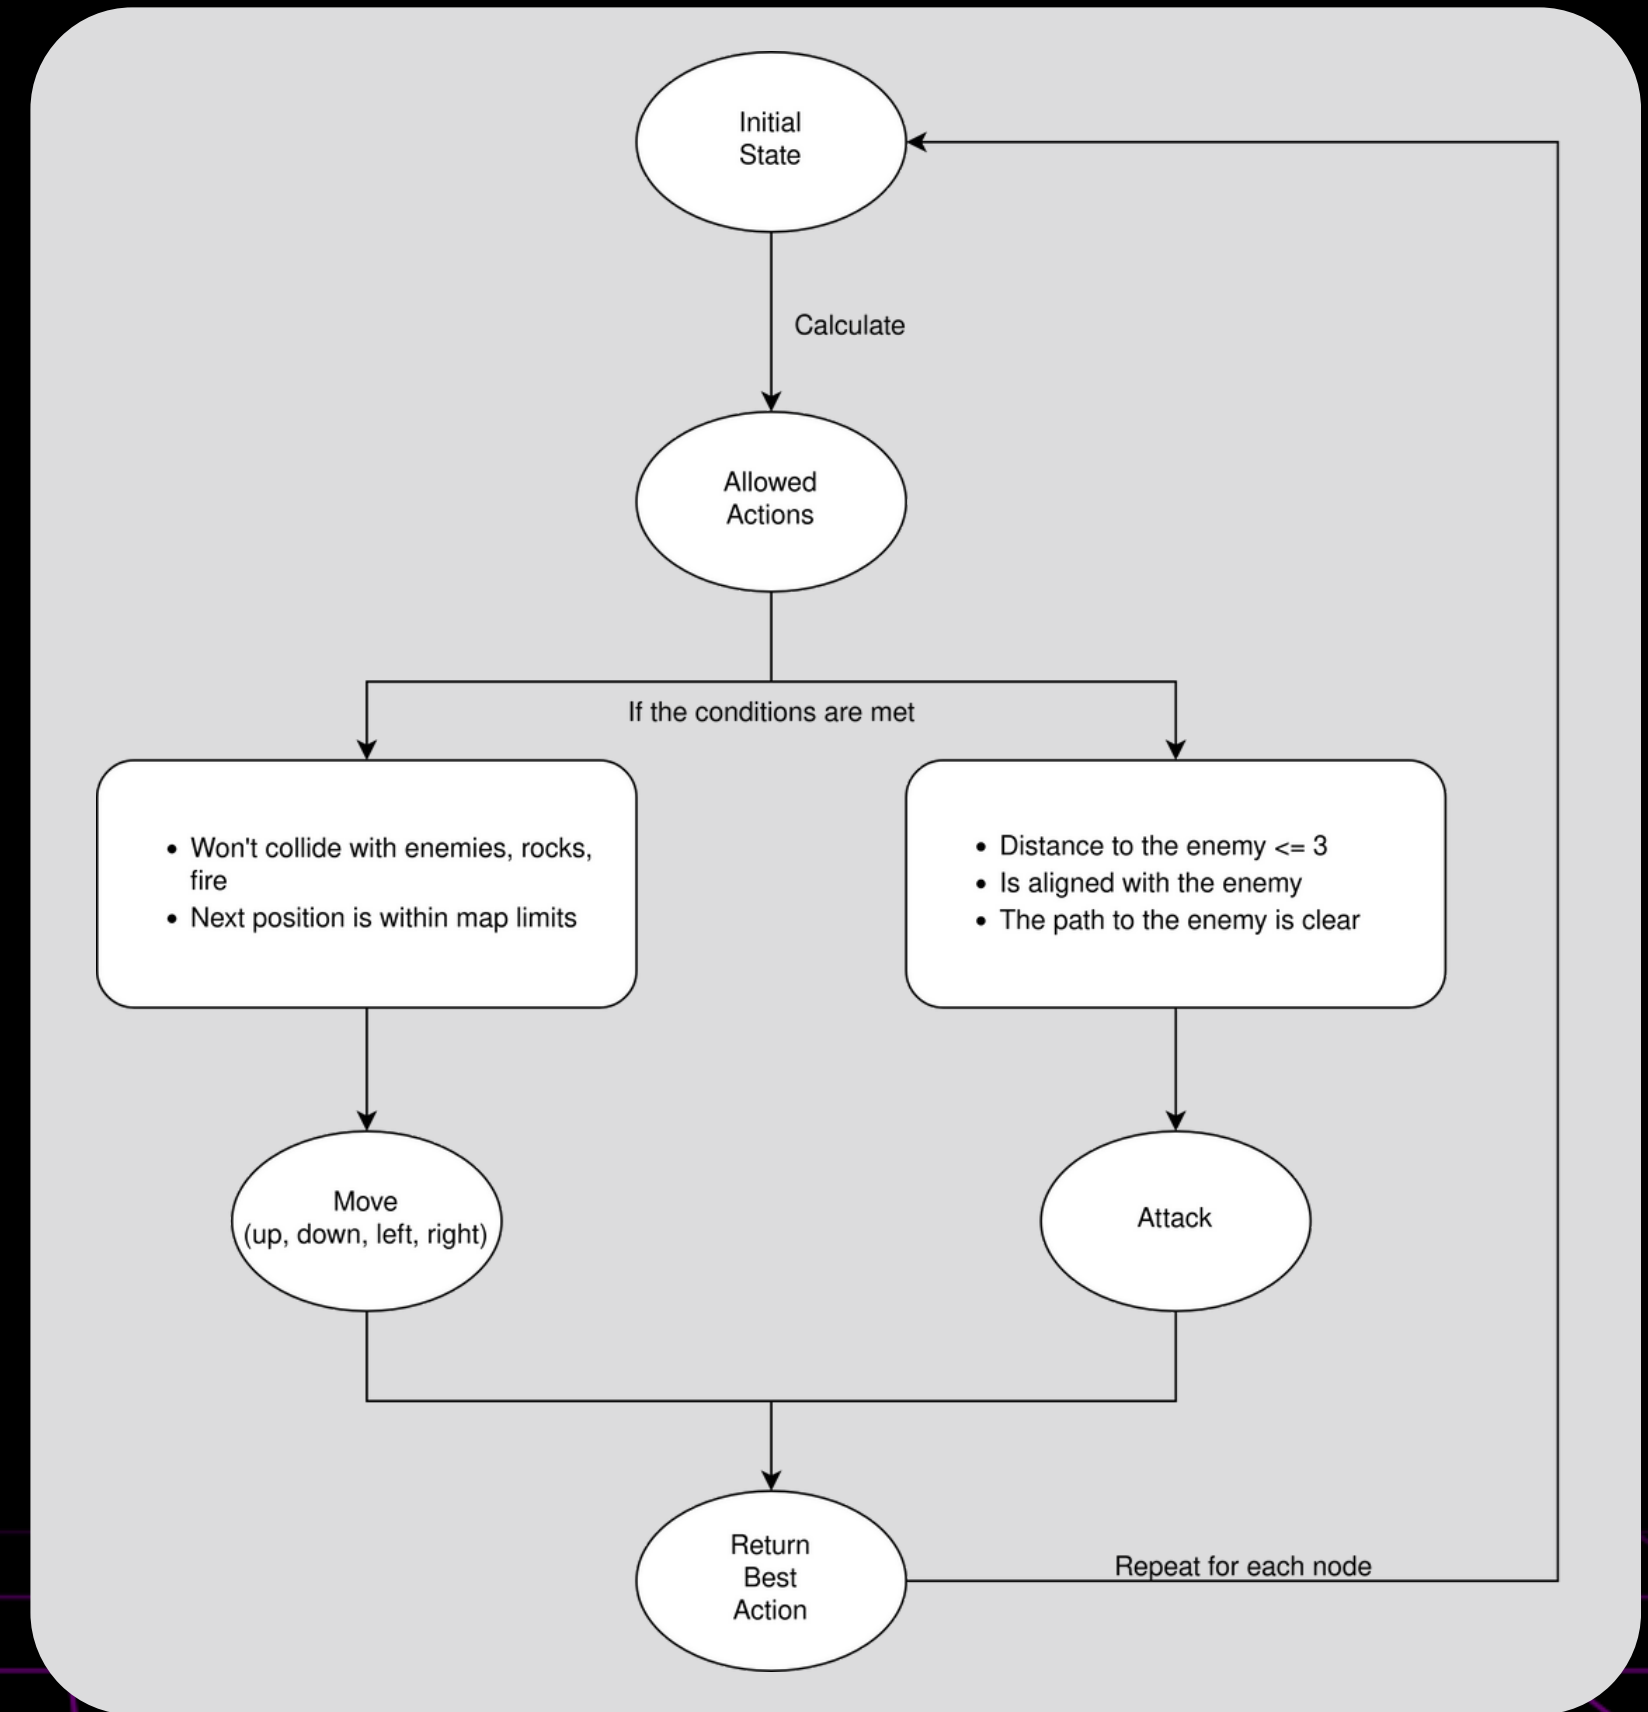 Initial
State
Calculate
Allowed
Actions
If the conditions are met
• Won't collide with enemies, rocks,
fire
• Next position is within map limits
• Distance to the enemy <= 3
• Is aligned with the enemy
• The path to the enemy is clear
Move
(up, down, left, right)
Attack
Return
Best
Action
Repeat for each node